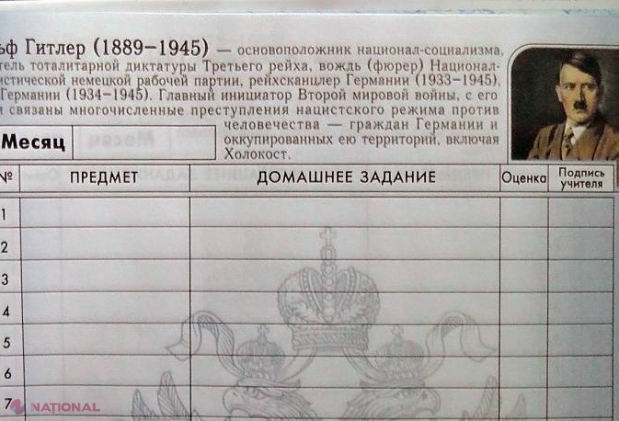 ьф Гитлер (1889–1945) — основоположник национал-социализма,
тель тоталитарной диктатуры Третьего рейха, вождь (фюрер) Национал-
истической немецкой рабочей партии, рейхсканцлер Германии (1933–1945),
Германии (1934–1945). Главный инициатор Второй мировой войны, с его
и связаны многочисленные преступления нацистского режима против
человечества — граждан Германии и
оккупированных ею территорий, включая
Холокост.
Месяц
№ ПРЕДМЕТ ДОМАШНЕЕ ЗАДАНИЕ Оценка Подпись учителя
1
2
3
4
5
6
7
NATIONAL